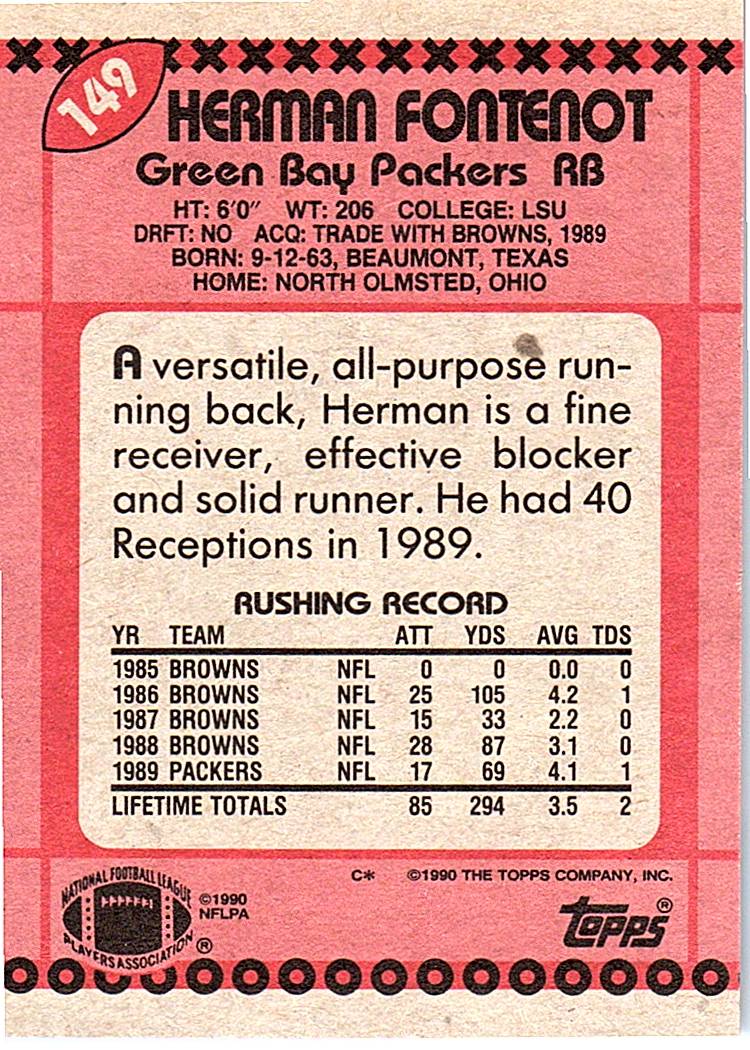 149
HERMAN FONTENOT
Green Bay Packers RB
HT: 6'0" WT: 206 COLLEGE: LSU
DRFT: NO ACQ: TRADE WITH BROWNS, 1989
BORN: 9-12-63, BEAUMONT, TEXAS
HOME: NORTH OLMSTED, OHIO
A versatile, all-purpose run-
ning back, Herman is a fine
receiver, effective blocker
and solid runner. He had 40
Receptions in 1989.
RUSHING RECORD
YR TEAM ATT YDS AVG TDS
1985 BROWNS NFL 0 0 0.0 0
1986 BROWNS NFL 25 105 4.2 1
1987 BROWNS NFL 15 33 2.2 0
1988 BROWNS NFL 28 87 3.1 0
1989 PACKERS NFL 17 69 4.1 1
LIFETIME TOTALS 85 294 3.5 2
C* ©1990 THE TOPPS COMPANY, INC.
NATIONAL FOOTBALL LEAGUE
PLAYERS ASSOCIATION ®
©1990
NFLPA
TOPPS®